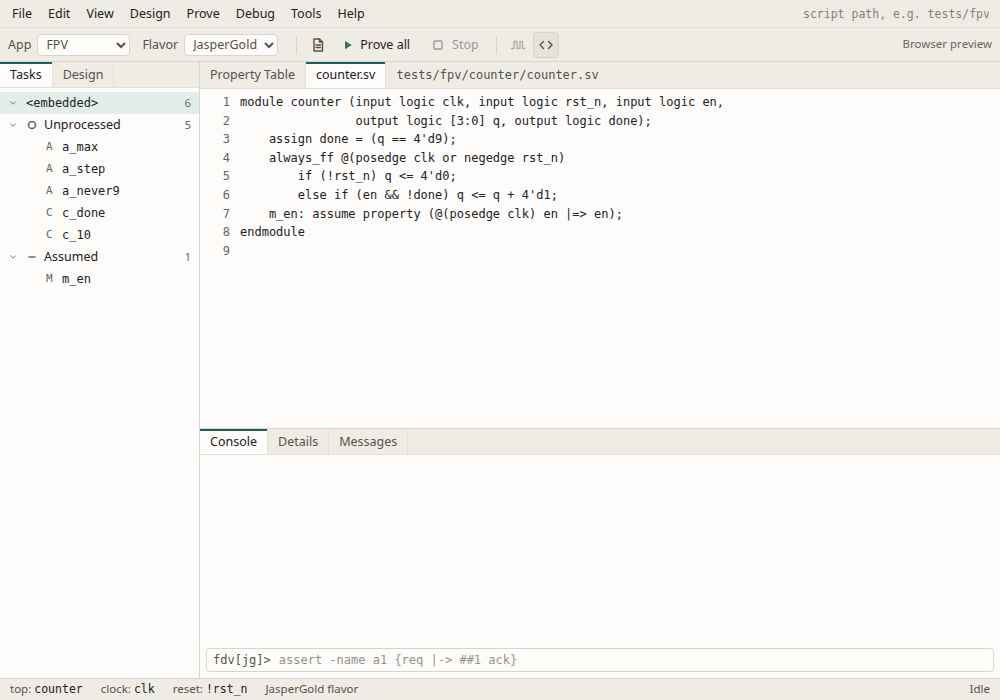 File Edit View Design Prove Debug Tools Help script path, e.g. tests/fpv
App FPV Flavor JasperGold Prove all Stop Browser preview
Tasks Design
<embedded> 6
Unprocessed 5
A a_max
A a_step
A a_never9
C c_done
C c_10
Assumed 1
M m_en
Property Table counter.sv tests/fpv/counter/counter.sv
1 module counter (input logic clk, input logic rst_n, input logic en,
2                 output logic [3:0] q, output logic done);
3     assign done = (q == 4'd9);
4     always_ff @(posedge clk or negedge rst_n)
5         if (!rst_n) q <= 4'd0;
6         else if (en && !done) q <= q + 4'd1;
7     m_en: assume property (@(posedge clk) en |=> en);
8 endmodule
9
Console Details Messages
fdv[jg]> assert -name a1 {req |-> ##1 ack}
top: counter clock: clk reset: !rst_n JasperGold flavor Idle